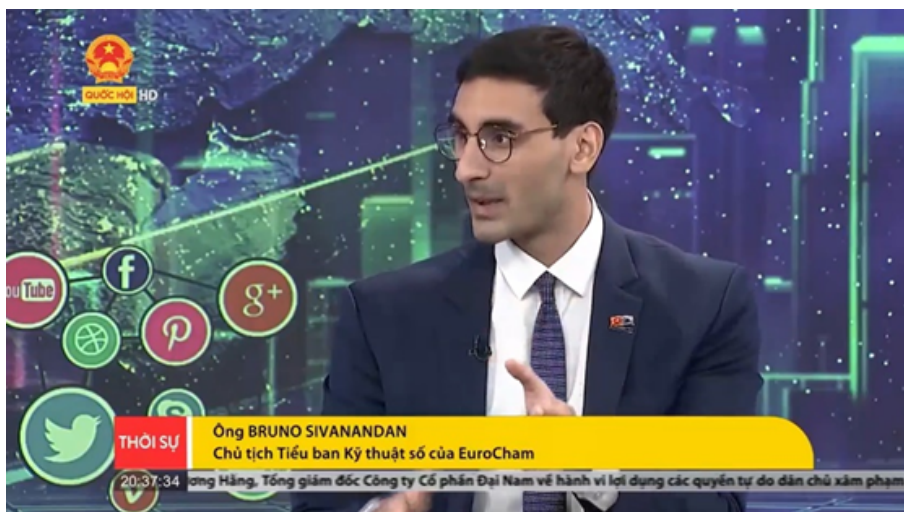 QUỐC HỘI HD
ou Tube
f
g+
THỜI SỰ
Ông BRUNO SIVANANDAN
Chủ tịch Tiểu ban Kỹ thuật số của EuroCham
20:37:34 ơng Hằng, Tổng giám đốc Công ty Cổ phần Đại Nam về hành vi lợi dụng các quyền tự do dân chủ xâm phạm